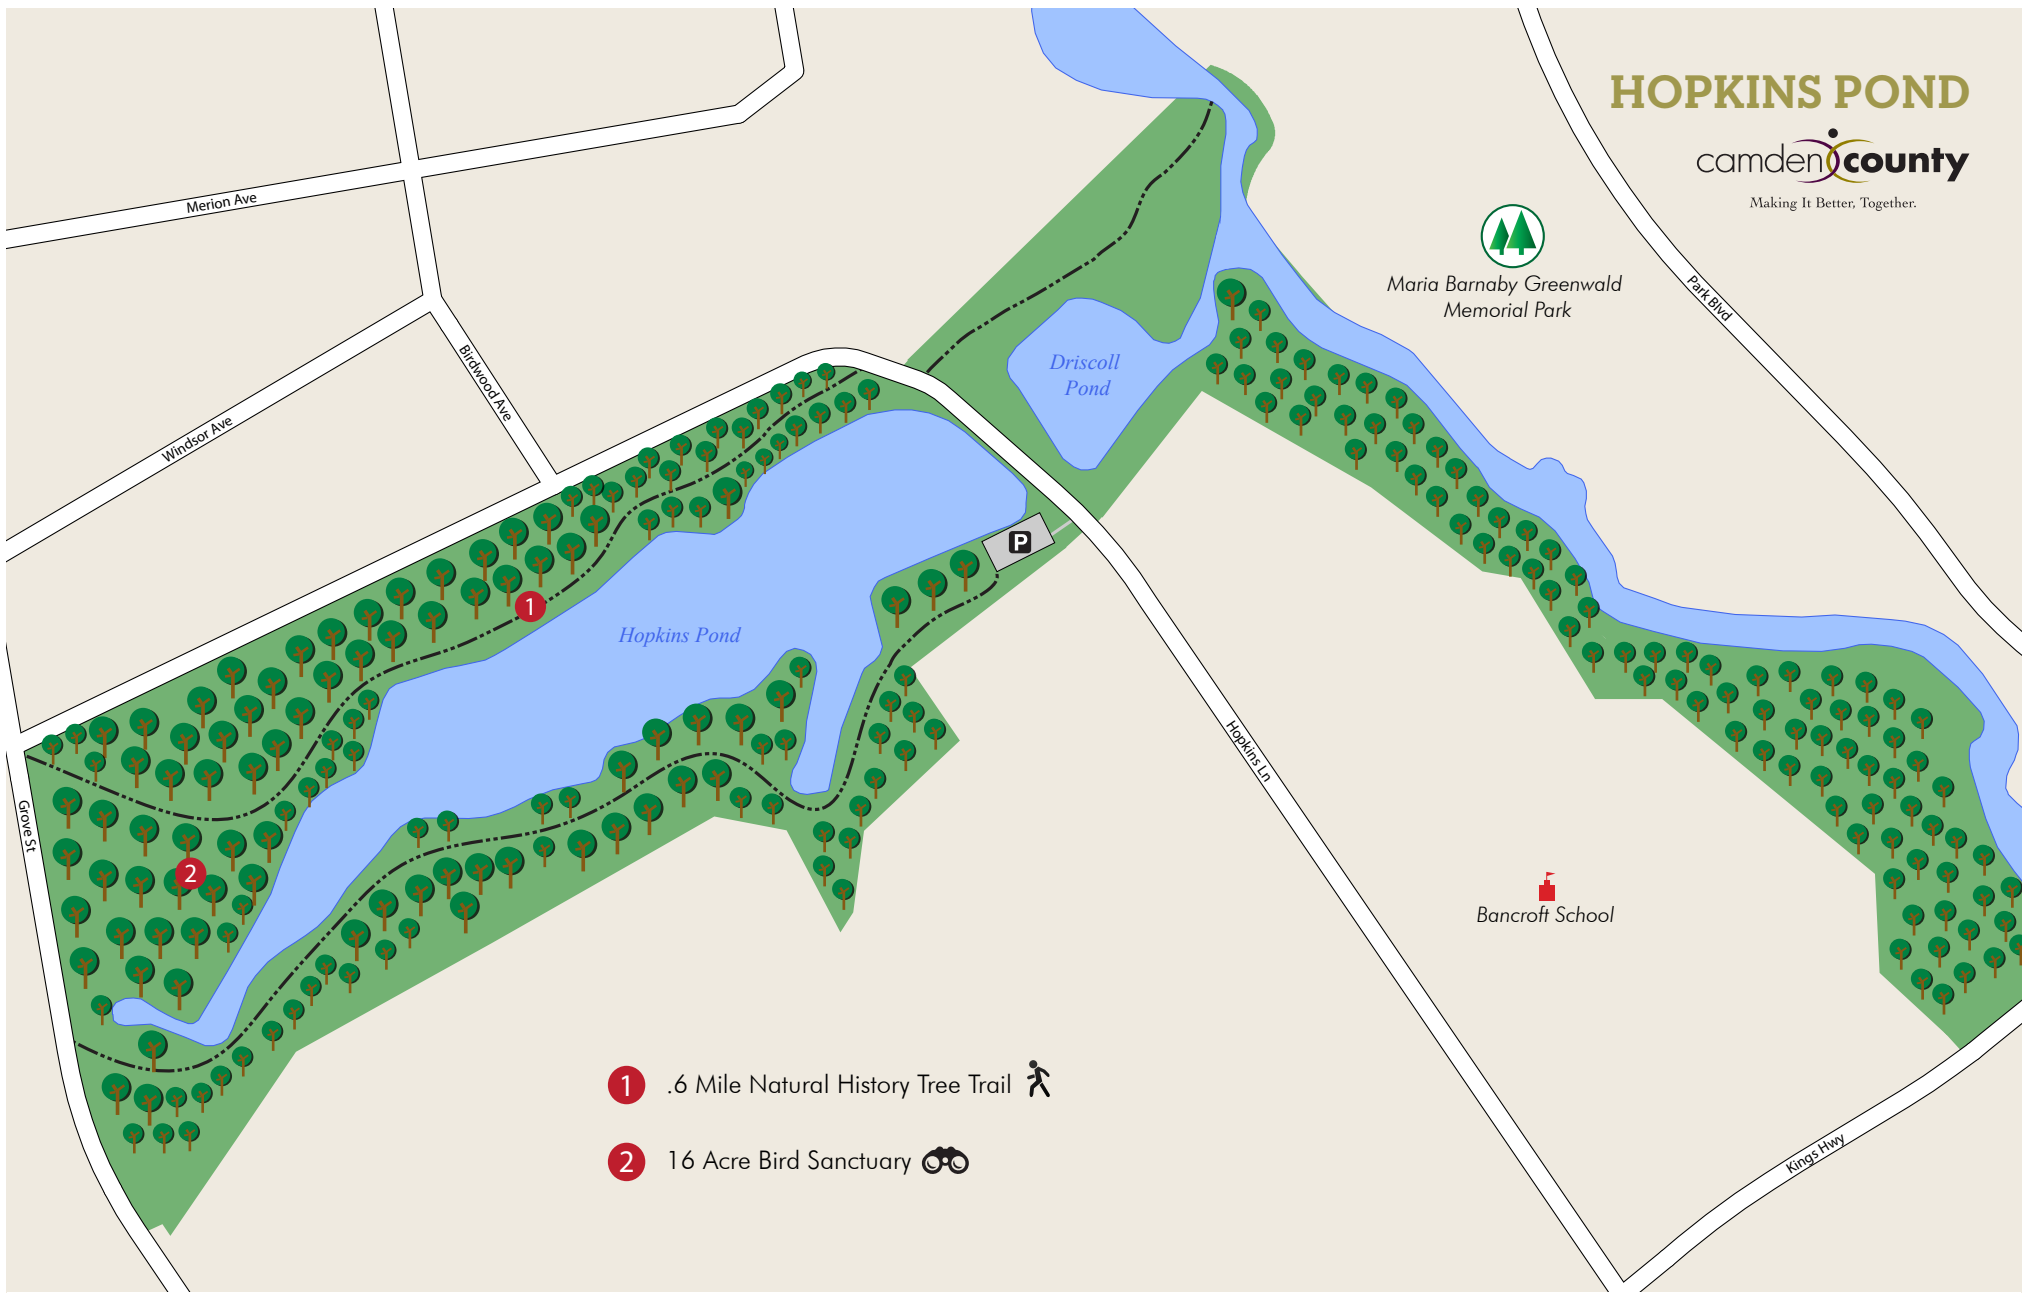 HOPKINS POND
camden county
Making It Better, Together.
Merion Ave
Maria Barnaby Greenwald
Memorial Park
Park Blvd
Birdwood Ave
Driscoll
Pond
Windsor Ave
P
1
Hopkins Pond
Hopkins Ln
Grove St
2
Bancroft School
1 .6 Mile Natural History Tree Trail
2 16 Acre Bird Sanctuary
Kings Hwy